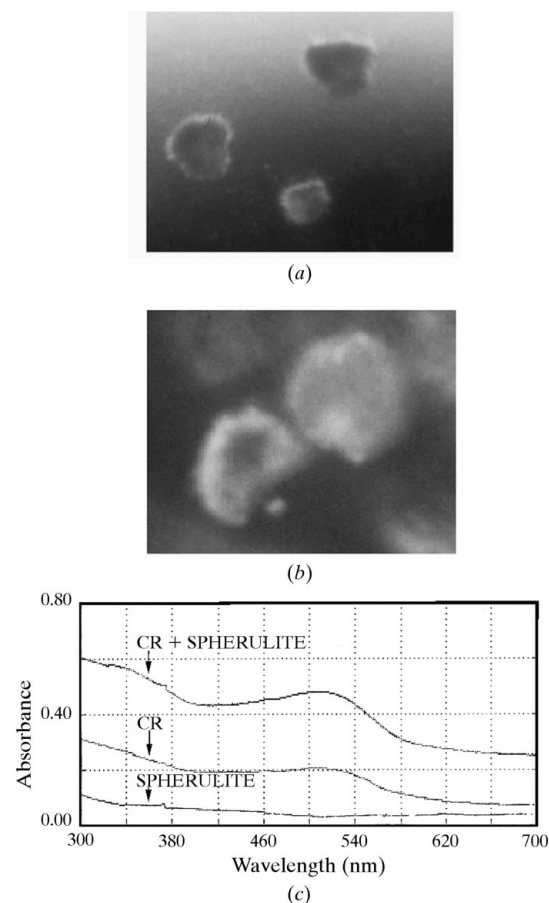 (a)
(b)
0.80
0.40
0.00
Absorbance
CR + SPHERULITE
CR
SPHERULITE
300 380 460 540 620 700
Wavelength (nm)
(c)